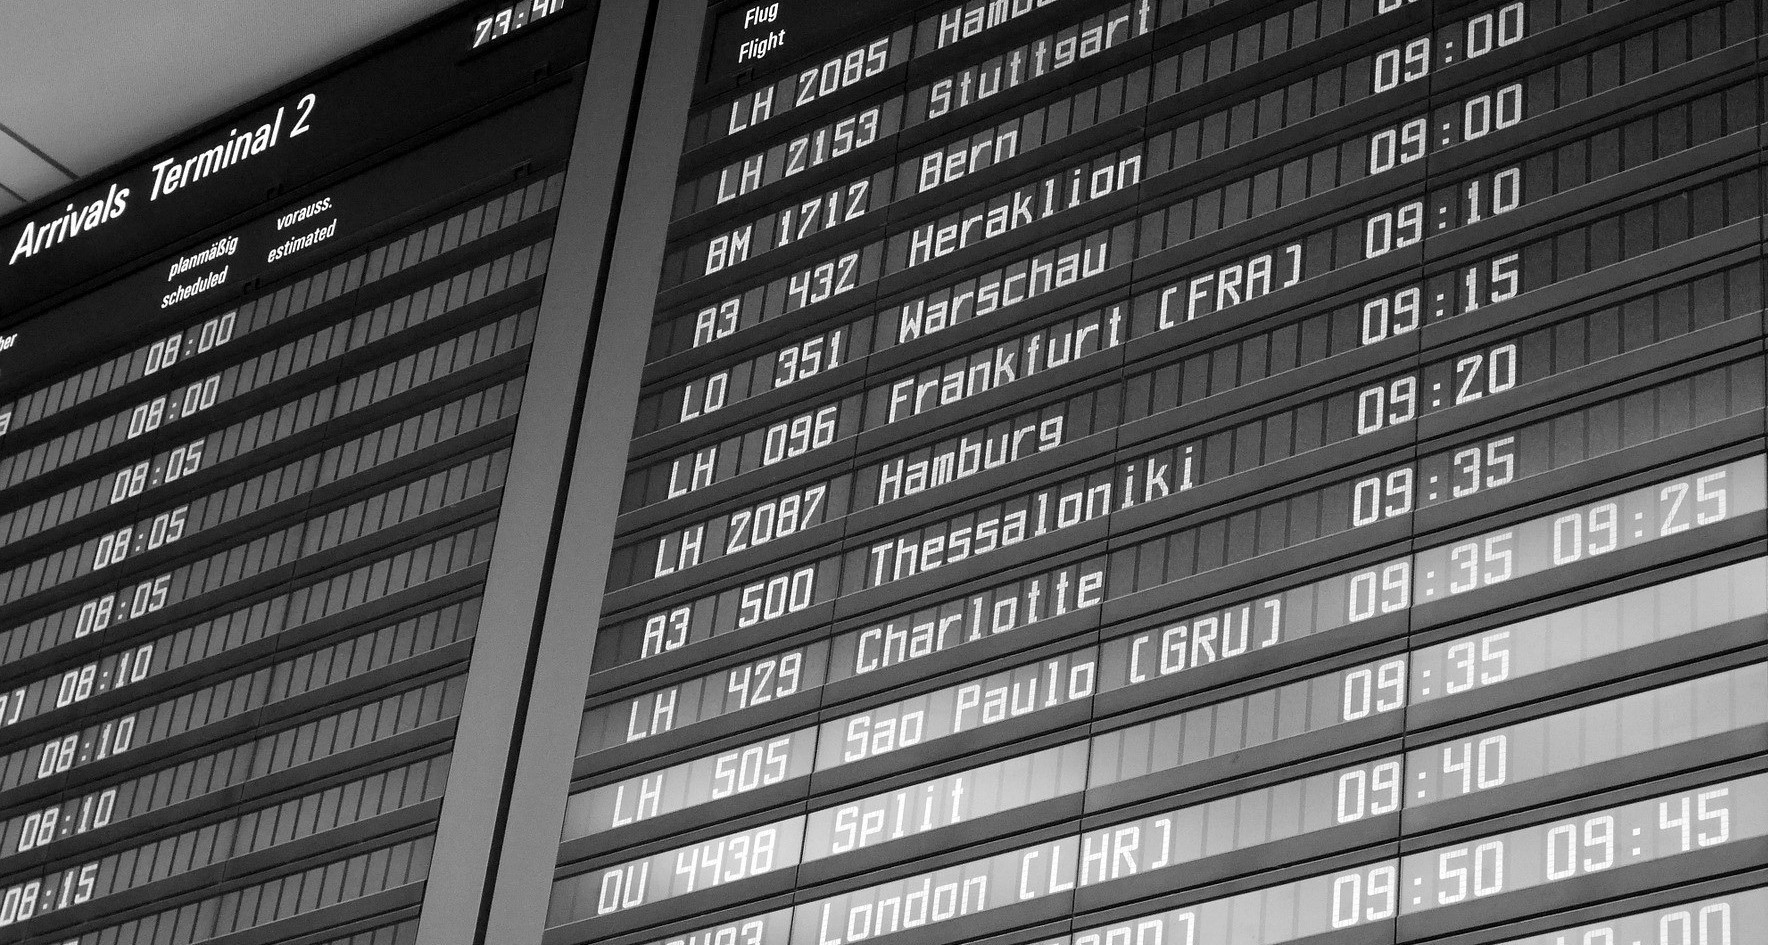 23:40
Arrivals Terminal 2
planmäßig vorauss.
scheduled estimated
08:00
08:00
08:05
08:05
08:05
08:10
08:10
08:10
08:15
Flug
Flight
LH 2085
LH 2153 Stuttgart
BM 1712 Bern
A3 432 Heraklion 09:00
LO 351 Warschau 09:00
LH 096 Frankfurt (FRA) 09:10
LH 2087 Hamburg 09:15
A3 500 Thessaloniki 09:20
LH 429 Charlotte 09:35
LH 505 Sao Paulo (GRU) 09:35 09:25
OU 4438 Split 09:35
London (LHR) 09:40
09:50 09:45